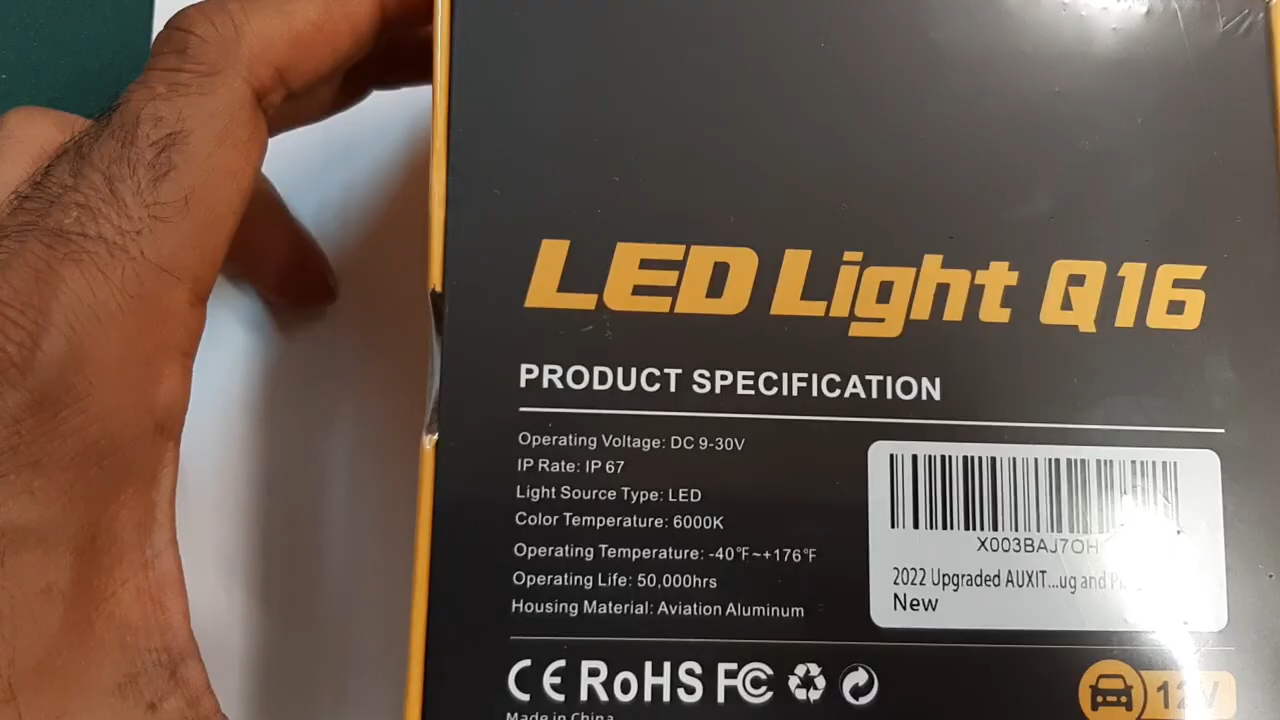 LED Light Q16
PRODUCT SPECIFICATION
Operating Voltage: DC 9-30V
IP Rate: IP 67
Light Source Type: LED
Color Temperature: 6000K
Operating Temperature: -40°F~+176°F
Operating Life: 50,000hrs
Housing Material: Aviation Aluminum
X003BAJ7OH
2022 Upgraded AUXIT...ug and
New
CE RoHS FC
12V
Made in China